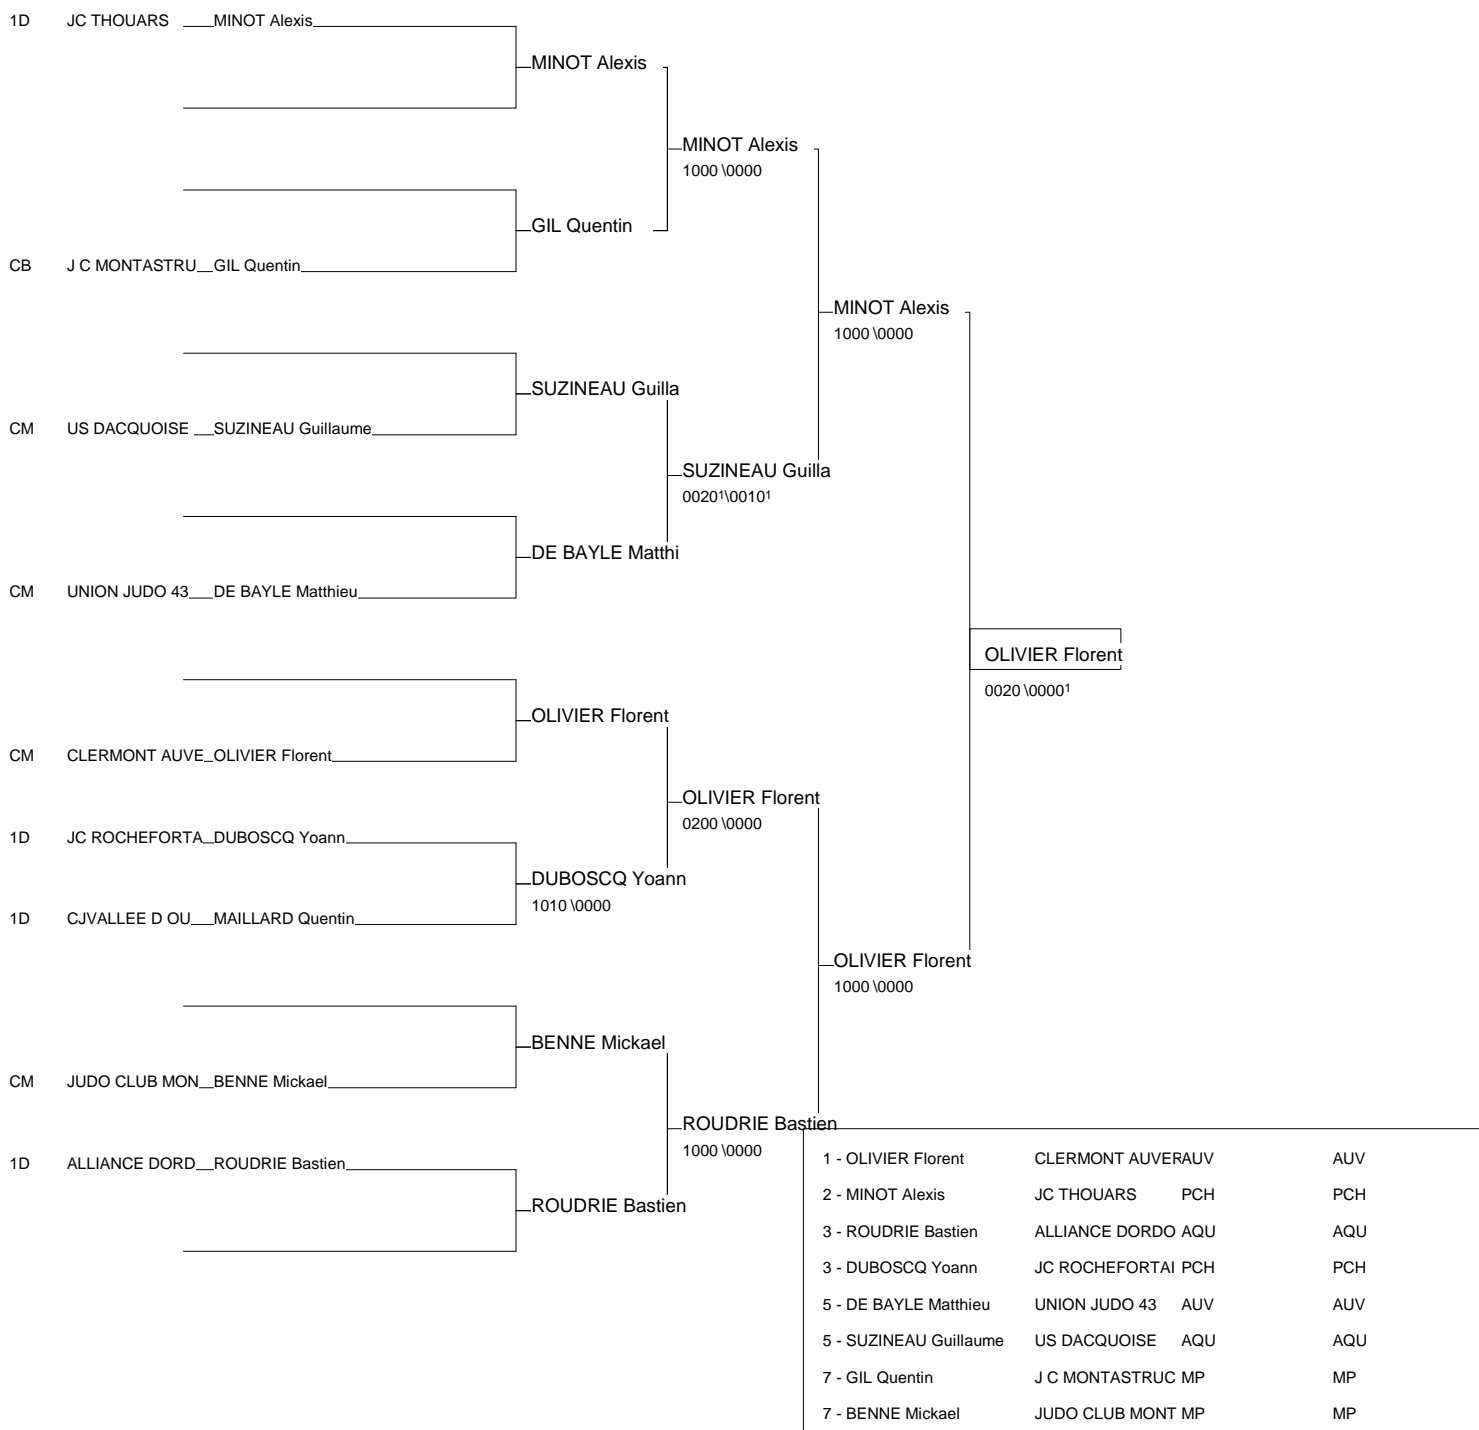 1D JC THOUARS MINOT Alexis
MINOT Alexis
MINOT Alexis
1000 \0000
GIL Quentin
CB J C MONTASTRU GIL Quentin
MINOT Alexis
1000 \0000
SUZINEAU Guilla
CM US DACQUOISE SUZINEAU Guillaume
SUZINEAU Guilla
0020¹\0010¹
DE BAYLE Matthi
CM UNION JUDO 43 DE BAYLE Matthieu
OLIVIER Florent
0020 \0000¹
OLIVIER Florent
CM CLERMONT AUVE OLIVIER Florent
OLIVIER Florent
0200 \0000
1D JC ROCHEFORTA DUBOSCQ Yoann
DUBOSCQ Yoann
1010 \0000
1D CJVALLEE D OU MAILLARD Quentin
OLIVIER Florent
1000 \0000
BENNE Mickael
CM JUDO CLUB MON BENNE Mickael
ROUDRIE Bastien
1000 \0000
1D ALLIANCE DORD ROUDRIE Bastien
ROUDRIE Bastien
1 - OLIVIER Florent CLERMONT AUVER AUV AUV
2 - MINOT Alexis JC THOUARS PCH PCH
3 - ROUDRIE Bastien ALLIANCE DORDO AQU AQU
3 - DUBOSCQ Yoann JC ROCHEFORTAI PCH PCH
5 - DE BAYLE Matthieu UNION JUDO 43 AUV AUV
5 - SUZINEAU Guillaume US DACQUOISE AQU AQU
7 - GIL Quentin J C MONTASTRUC MP MP
7 - BENNE Mickael JUDO CLUB MONT MP MP